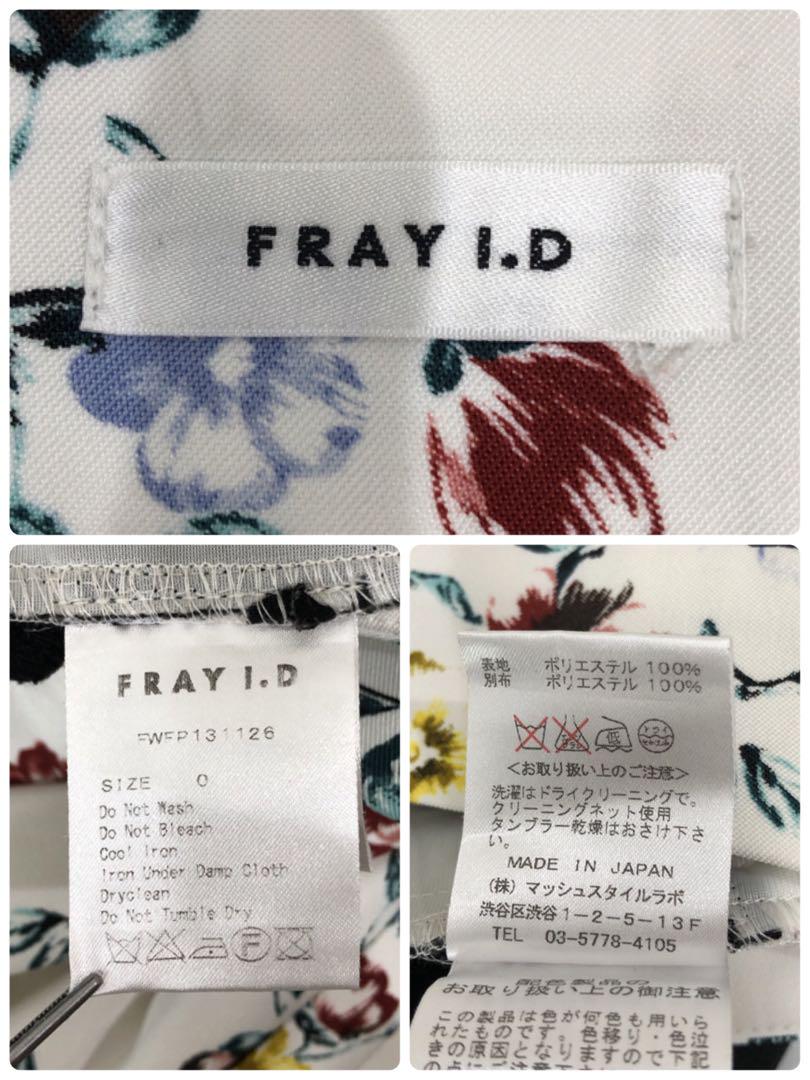 FRAY I.D
FRAY I.D
FWFP131126
SIZE 0
Do Not Wash
Do Not Bleach
Cool Iron
Iron Under Damp Cloth
Dryclean
Do Not Tumble Dry
F
表地 ポリエステル 100%
別布 ポリエステル 100%
低 ドライ
<お取り扱い上のご注意>
洗濯はドライクリーニングで。
クリーニングネット使用
タンブラー乾燥はおさけ下さ
い。
MADE IN JAPAN
(株) マッシュスタイルラボ
渋谷区渋谷1-2-5-13F
TEL 03-5778-4105
配色製品の
お取り扱い上の御注意
この製品は色が何色も用いら
れたものです。色移り・色泣
きの原因となりますので下記